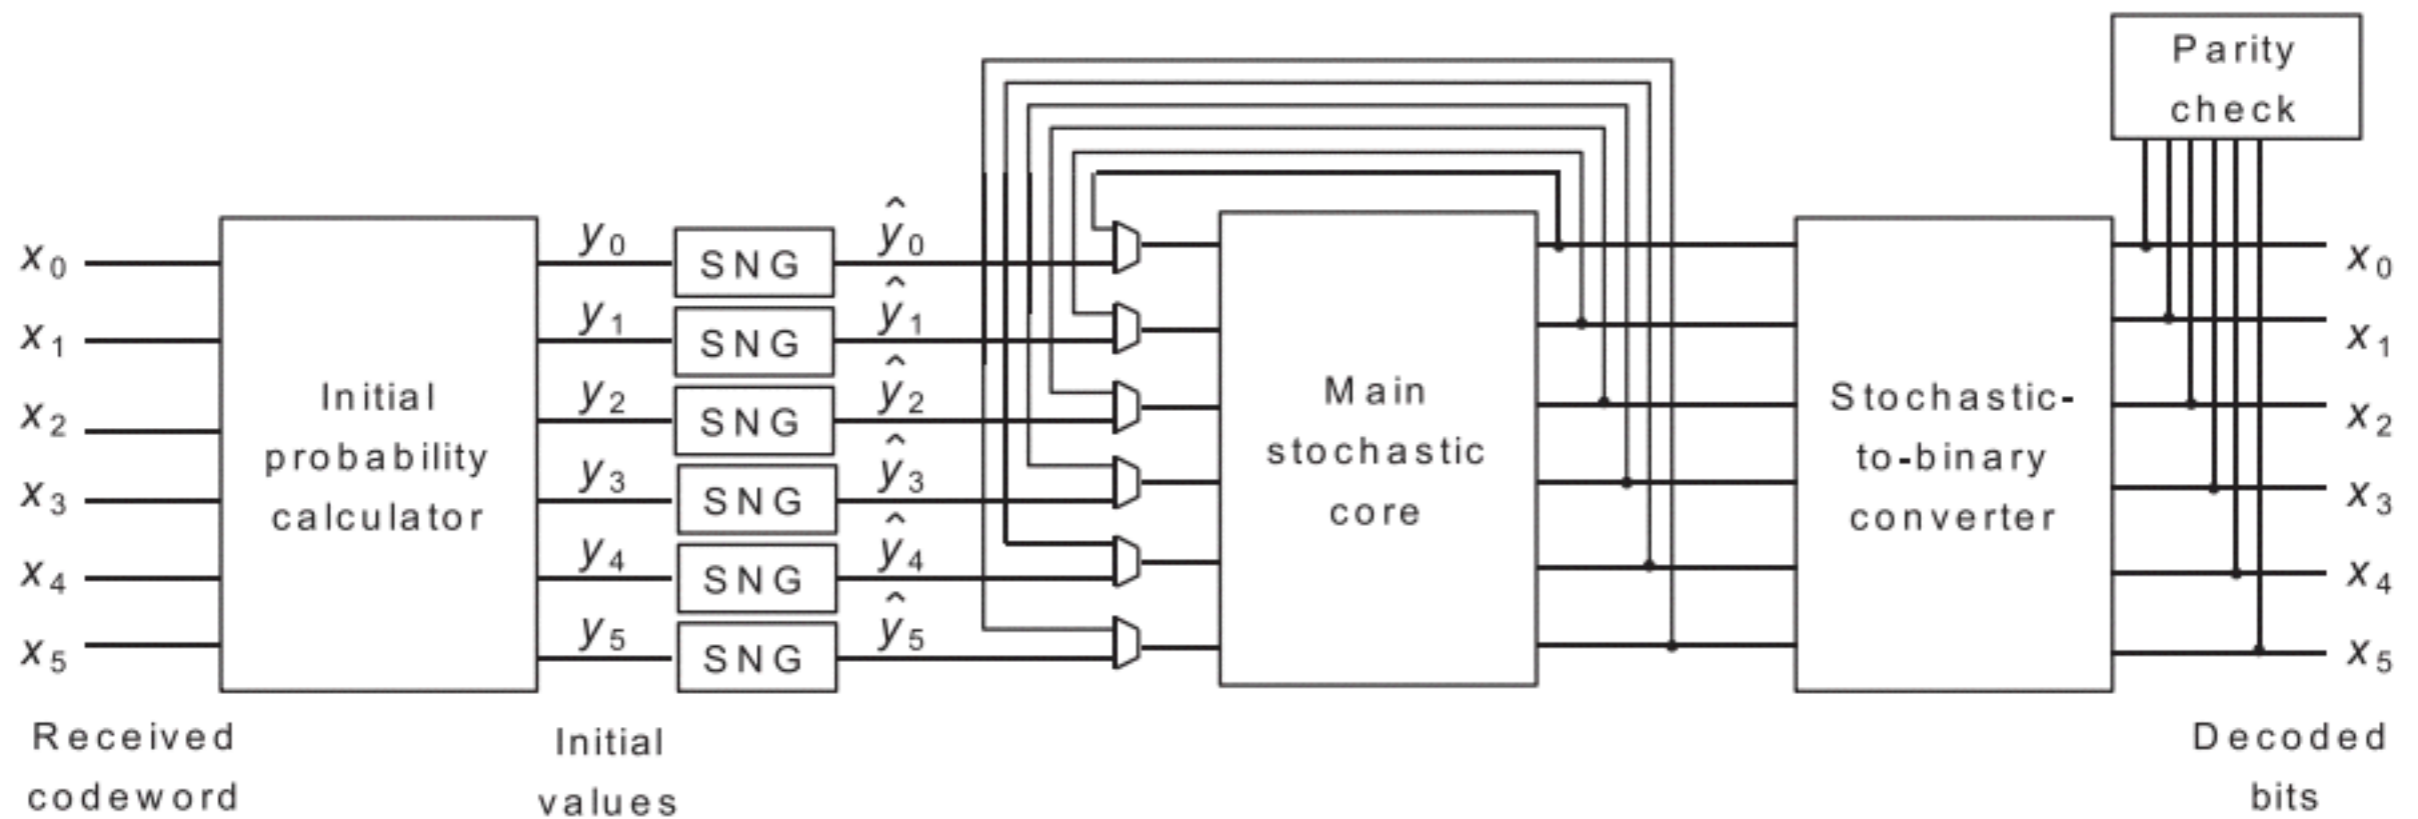 Parity
check
x0
x1
x2
x3
x4
x5
Received
codeword
Initial
probability
calculator
y0
y1
y2
y3
y4
y5
Initial
values
SNG
SNG
SNG
SNG
SNG
SNG
ŷ0
ŷ1
ŷ2
ŷ3
ŷ4
ŷ5
Main
stochastic
core
Stochastic-
to-binary
converter
x0
x1
x2
x3
x4
x5
Decoded
bits